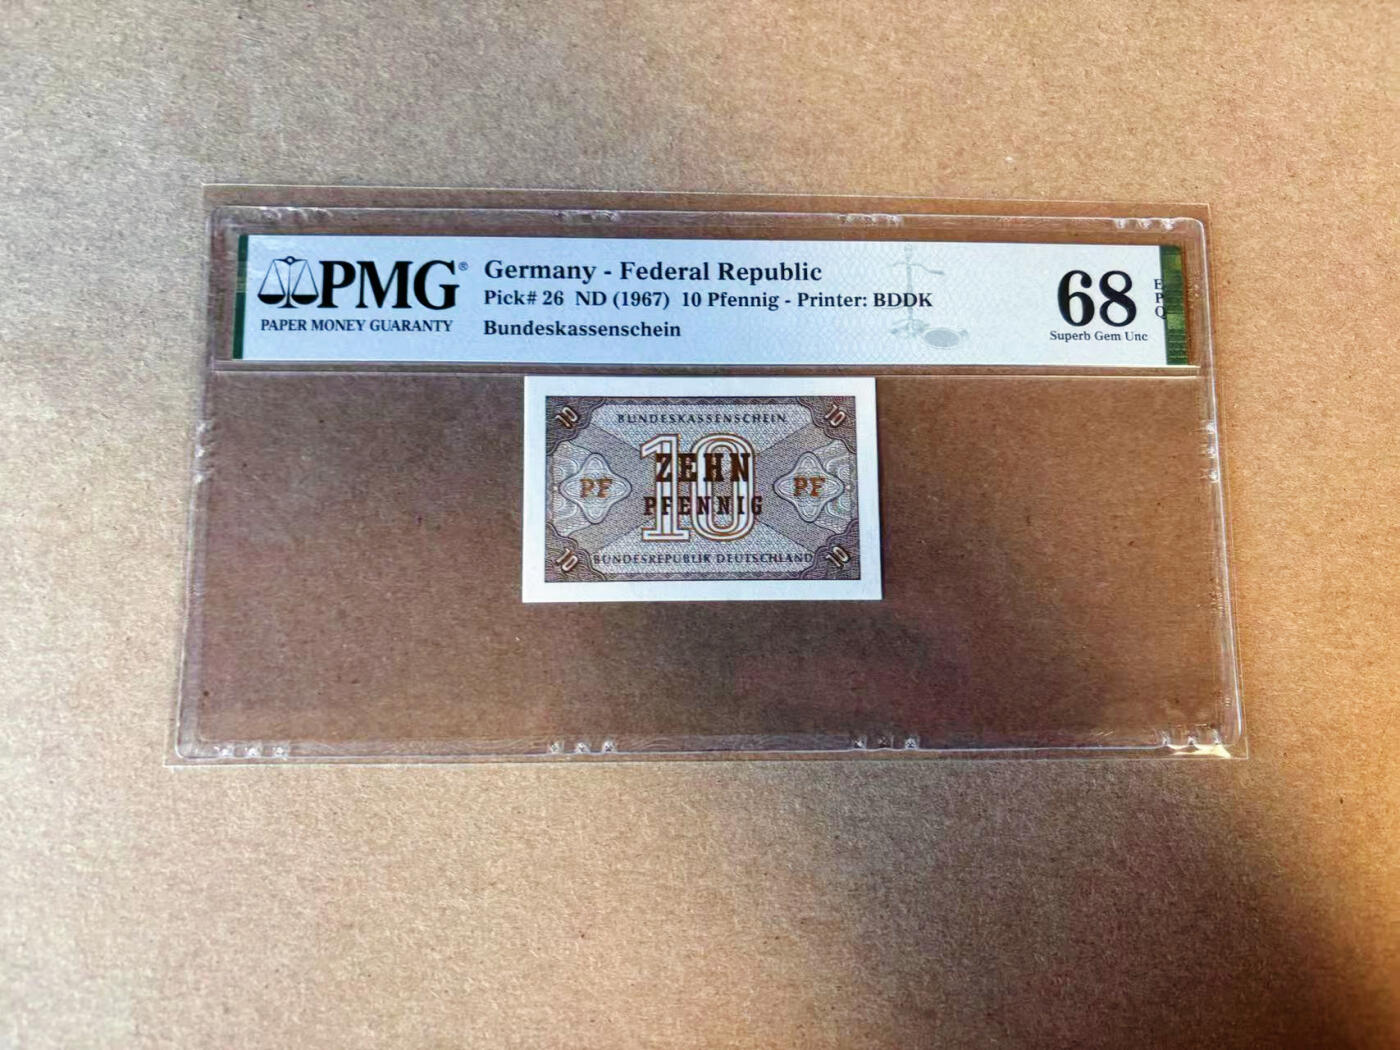 PMG®
PAPER MONEY GUARANTY
Germany - Federal Republic
Pick# 26 ND (1967) 10 Pfennig - Printer: BDDK
Bundeskassenschein
68
Superb Gem Unc
E
P
Q
10 10
BUNDESKASSENSCHEIN
10
ZEHN
PF PF
PFENNIG
BUNDESREPUBLIK DEUTSCHLAND
10 10